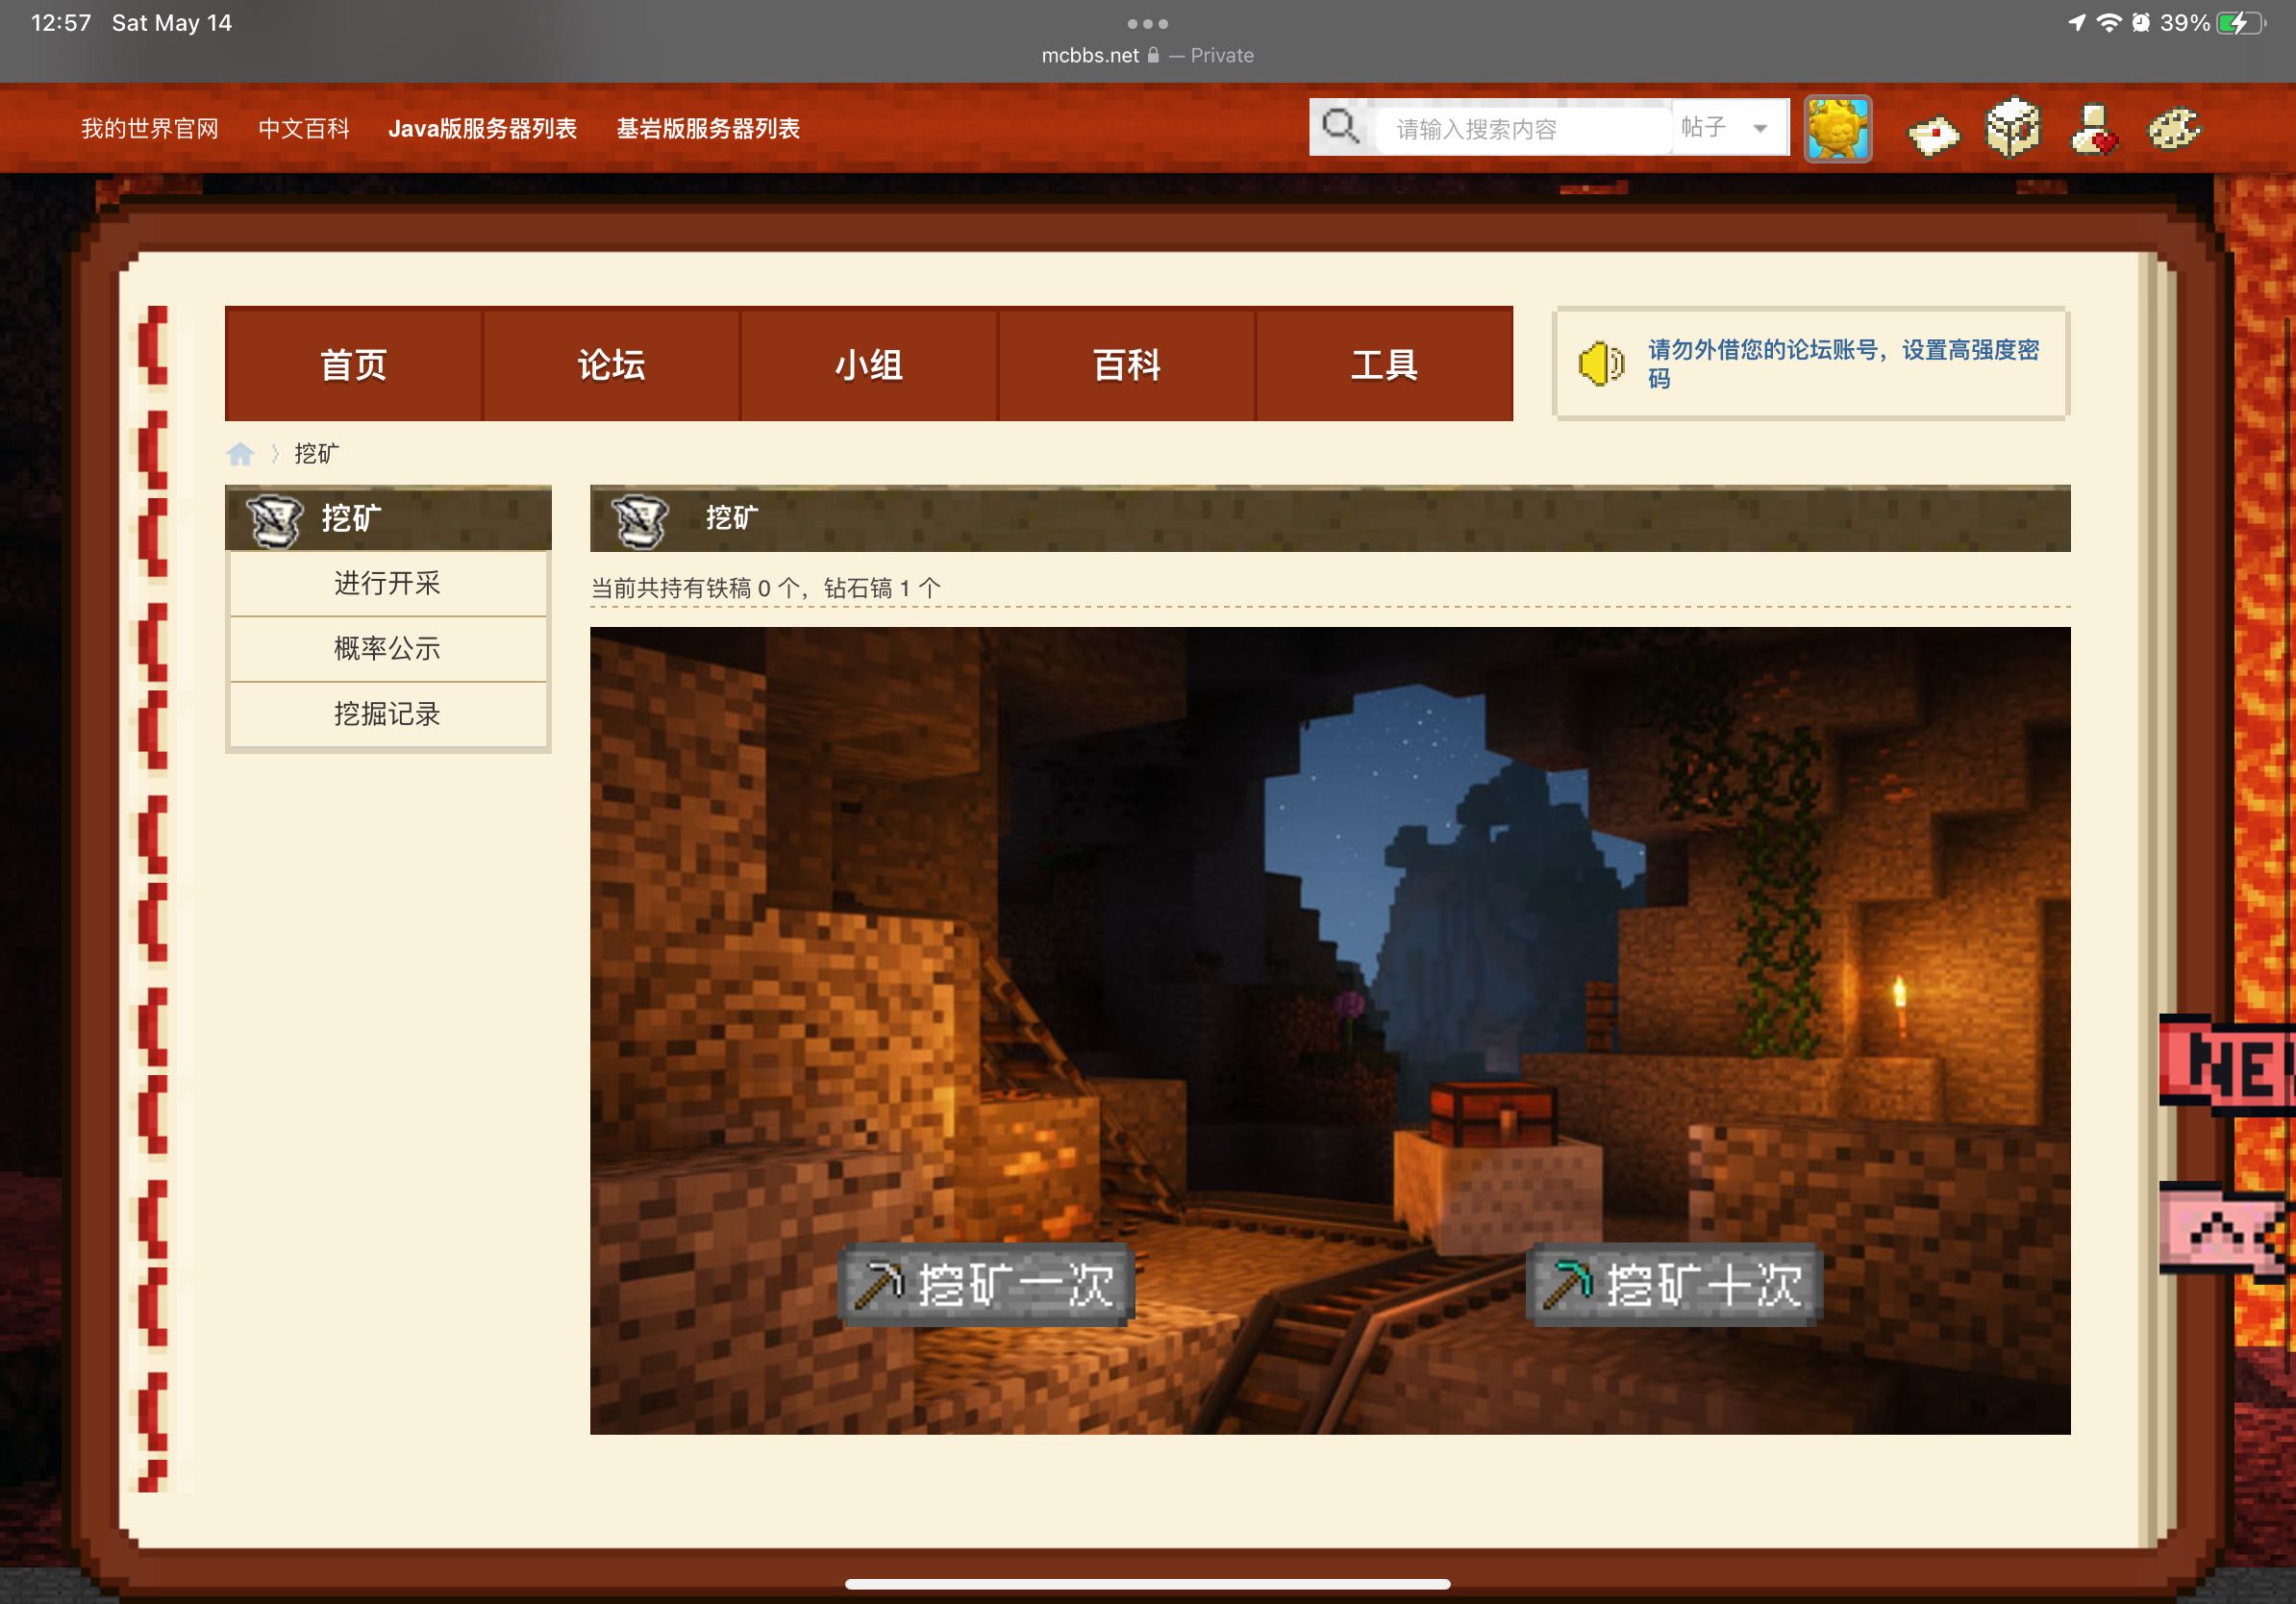 12:57 Sat May 14
39%
mcbbs.net — Private
我的世界官网 中文百科 Java版服务器列表 基岩版服务器列表
请输入搜索内容 帖子
首页 论坛 小组 百科 工具
请勿外借您的论坛账号，设置高强度密
码
挖矿
挖矿
挖矿
进行开采
概率公示
挖掘记录
当前共持有铁稿 0 个，钻石镐 1 个
挖矿一次
挖矿十次